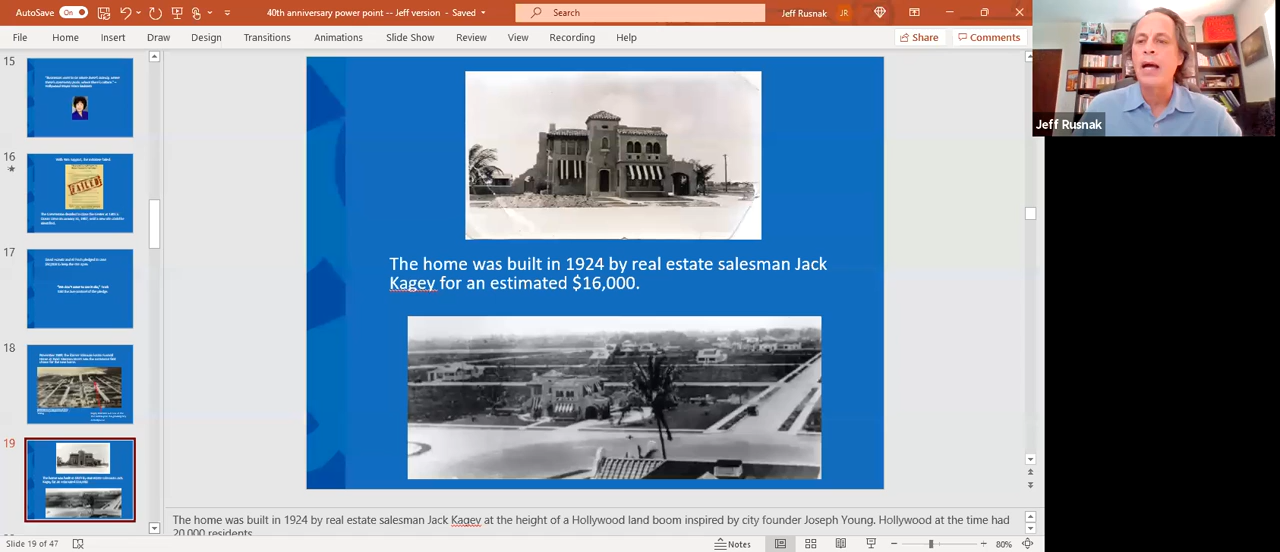 AutoSave On 40th anniversary power point -- Jeff version - Saved Search Jeff Rusnak JR
File Home Insert Draw Design Transitions Animations Slide Show Review View Recording Help Share Comments
15
16
FAILED
17
18
19
The home was built in 1924 by real estate salesman Jack
Kagey for an estimated $16,000.
Jeff Rusnak
The home was built in 1924 by real estate salesman Jack Kagey at the height of a Hollywood land boom inspired by city founder Joseph Young. Hollywood at the time had
20,000 residents
Slide 19 of 47 Notes 80%